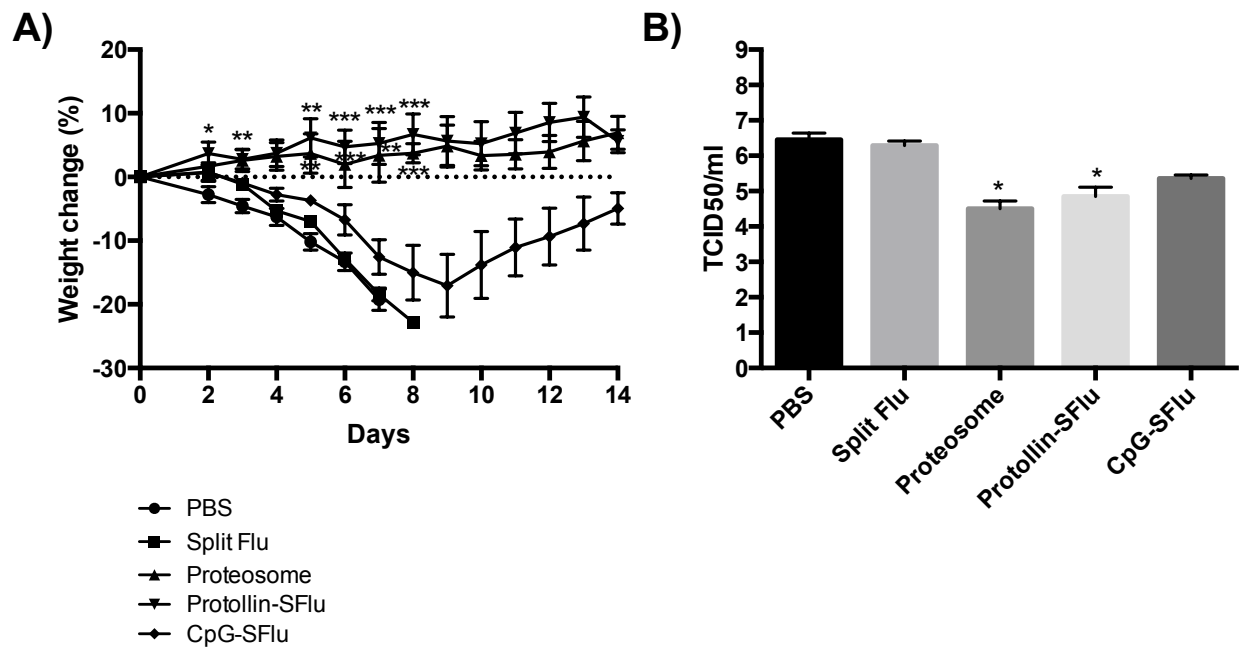 A)
20
10
0
-10
-20
-30
Weight change (%)
* ** ** *** *** ***
** *** ** ***
0 2 4 6 8 10 12 14
Days
PBS
Split Flu
Proteosome
Protollin-SFlu
CpG-SFlu
B)
9
8
7
6
5
4
3
2
1
0
TCID50/ml
* *
PBS
Split Flu
Proteosome
Protollin-SFlu
CpG-SFlu